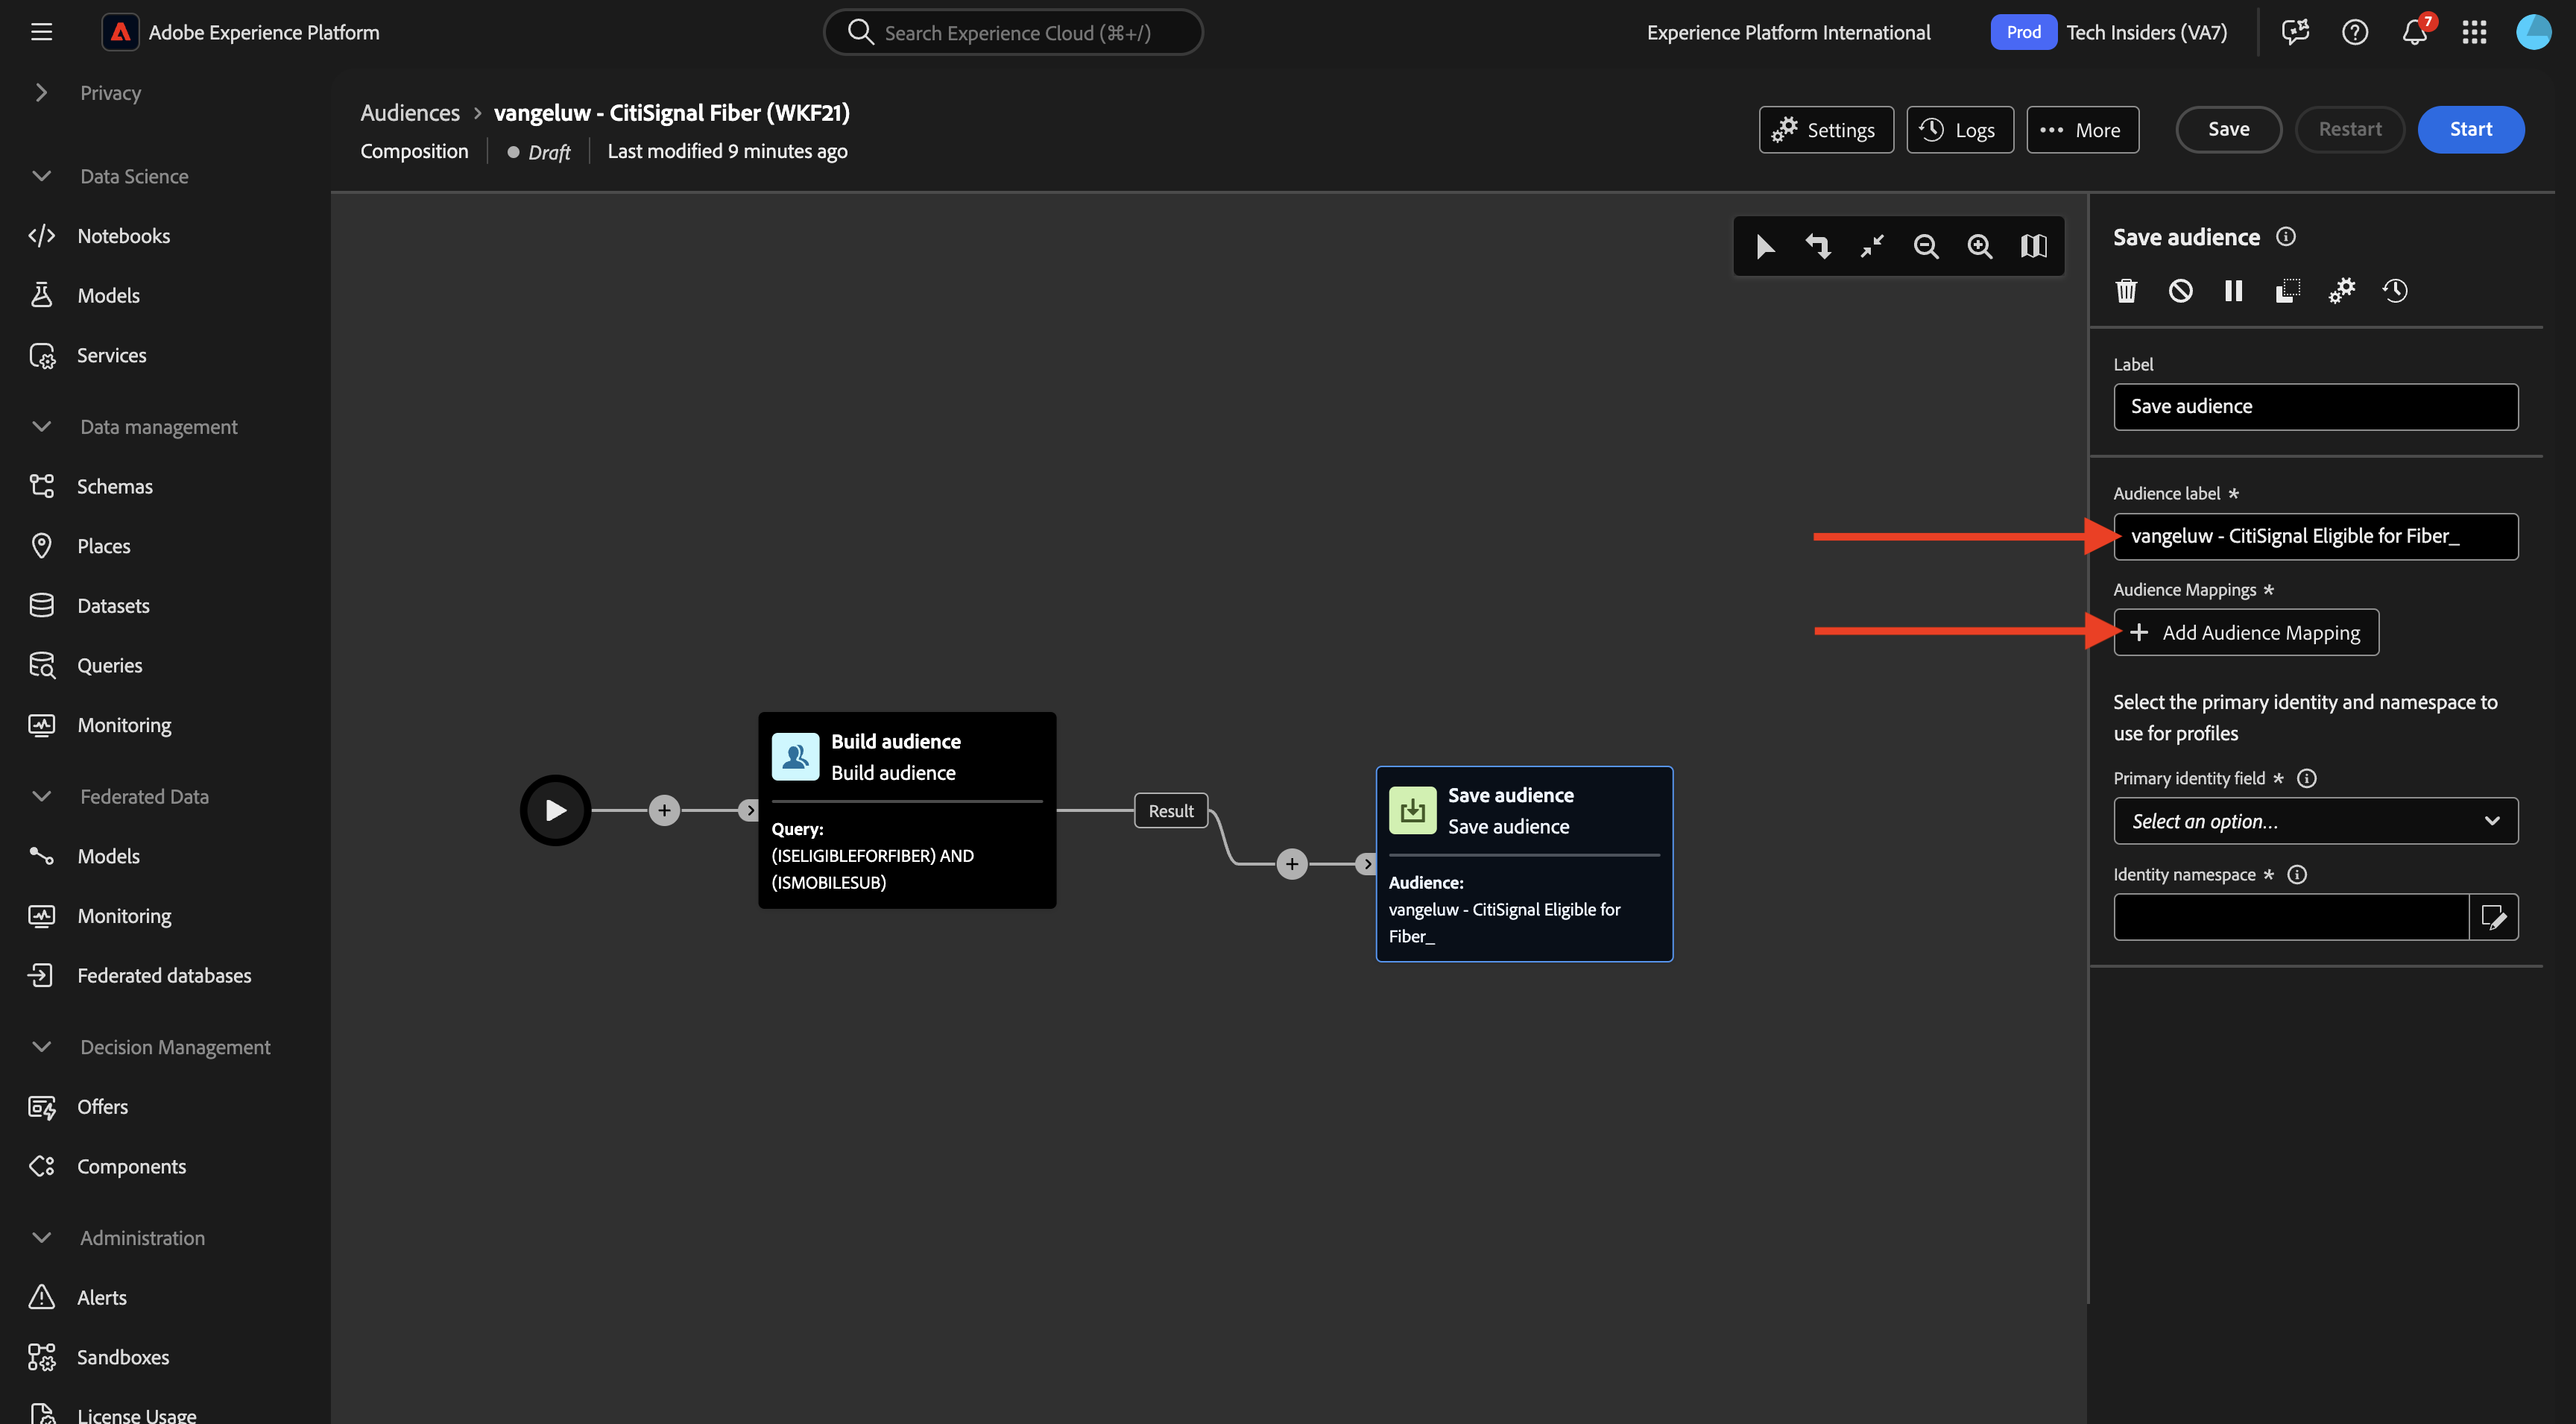 Adobe Experience Platform
Search Experience Cloud (⌘+/)
Experience Platform International
Prod
Tech Insiders (VA7)
7
Privacy
Data Science
Notebooks
Models
Services
Data management
Schemas
Places
Datasets
Queries
Monitoring
Federated Data
Models
Monitoring
Federated databases
Decision Management
Offers
Components
Administration
Alerts
Sandboxes
License Usage
Audiences > vangeluw - CitiSignal Fiber (WKF21)
Composition
Draft
Last modified 9 minutes ago
Settings
Logs
More
Save
Restart
Start
Build audience
Build audience
Query:
(ISELIGIBLEFORFIBER) AND
(ISMOBILESUB)
Result
Save audience
Save audience
Audience:
vangeluw - CitiSignal Eligible for
Fiber_
Save audience
Label
Save audience
Audience label *
vangeluw - CitiSignal Eligible for Fiber_
Audience Mappings *
Add Audience Mapping
Select the primary identity and namespace to
use for profiles
Primary identity field *
Select an option...
Identity namespace *